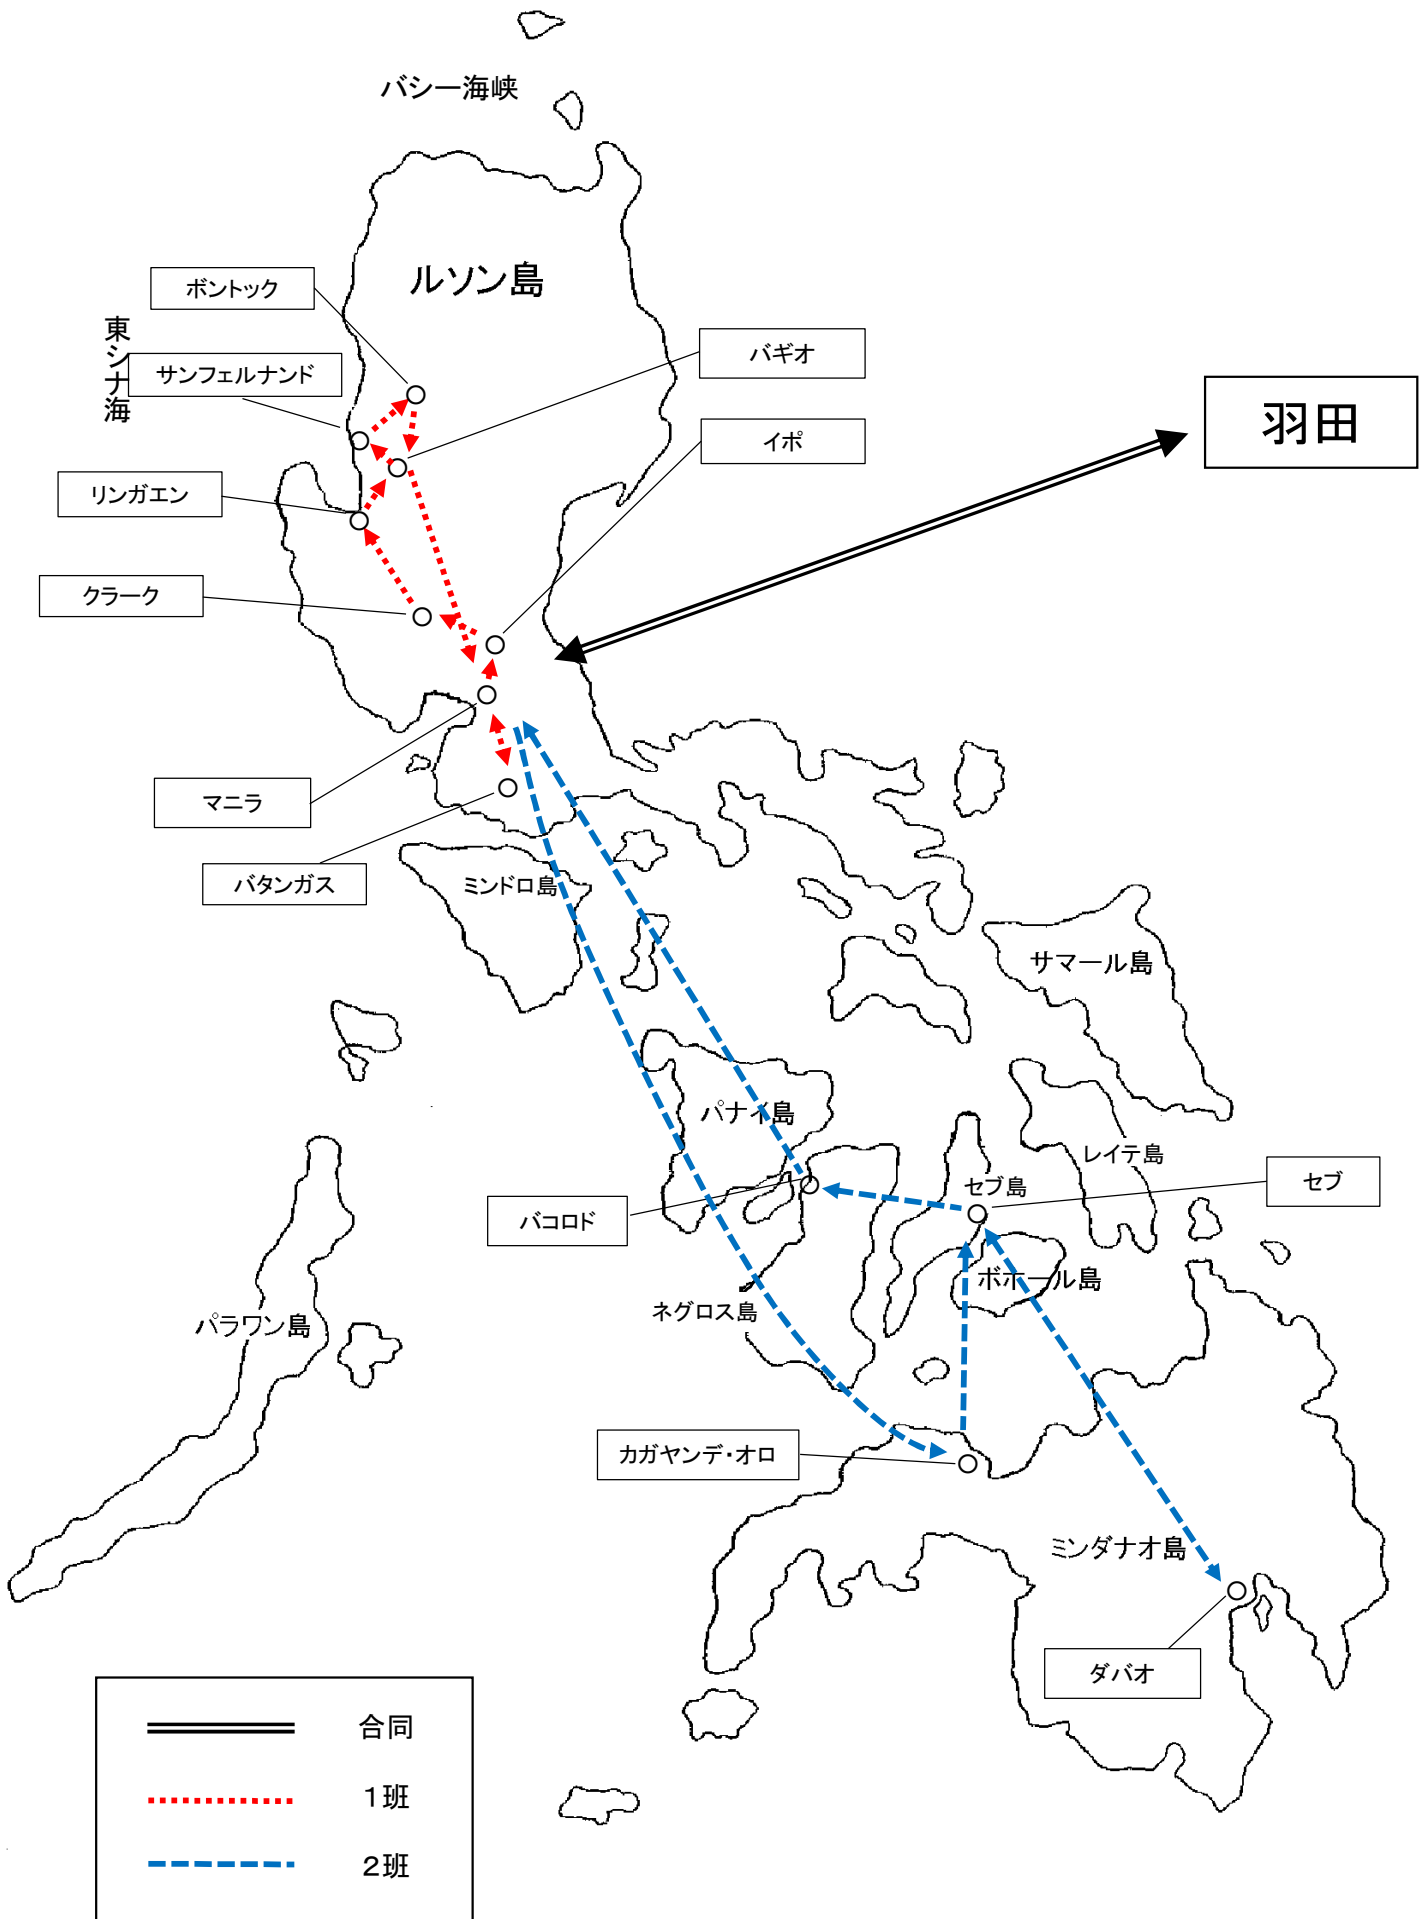 バシー海峡
ルソン島
ボントック
東シナ海
サンフェルナンド
バギオ
羽田
イポ
リンガエン
クラーク
マニラ
バタンガス
ミンドロ島
サマール島
パナイ島
レイテ島
セブ島
セブ
バコロド
ボホール島
ネグロス島
パラワン島
カガヤンデ・オロ
ミンダナオ島
ダバオ
合同
１班
２班